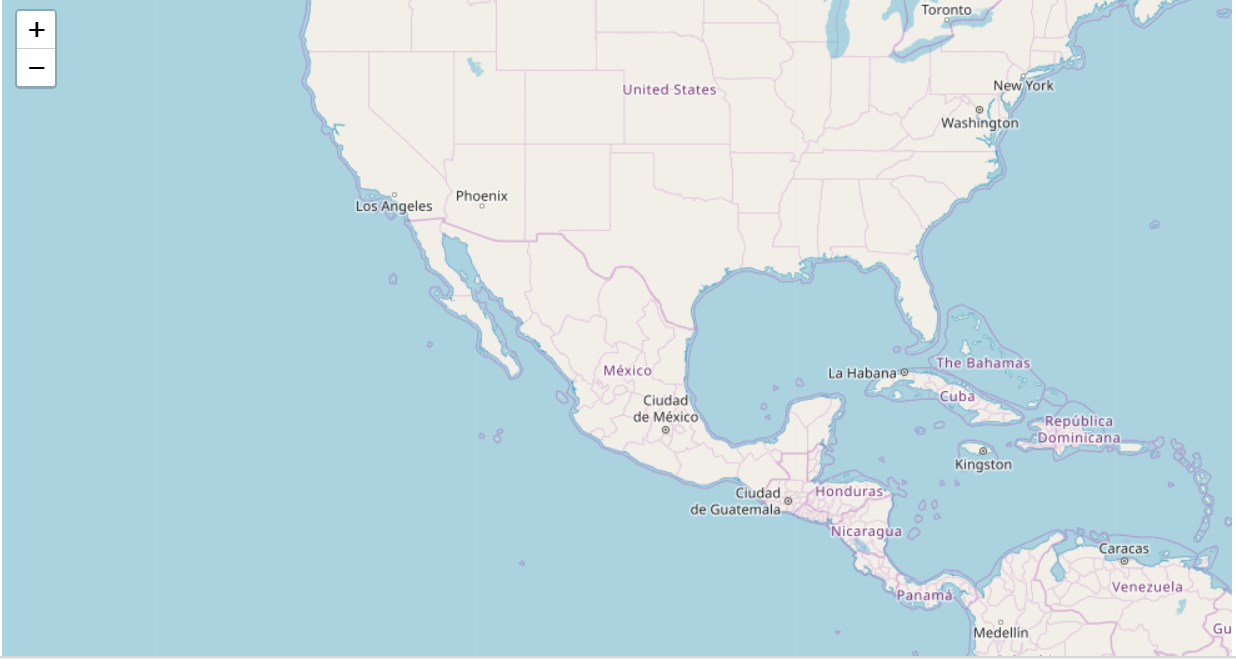 +
−
Toronto
United States
New York
Washington
Phoenix
Los Angeles
México
La Habana
The Bahamas
Cuba
Ciudad
de México
República
Dominicana
Kingston
Ciudad
de Guatemala
Honduras
Nicaragua
Caracas
Venezuela
Panamá
Medellín
Gu